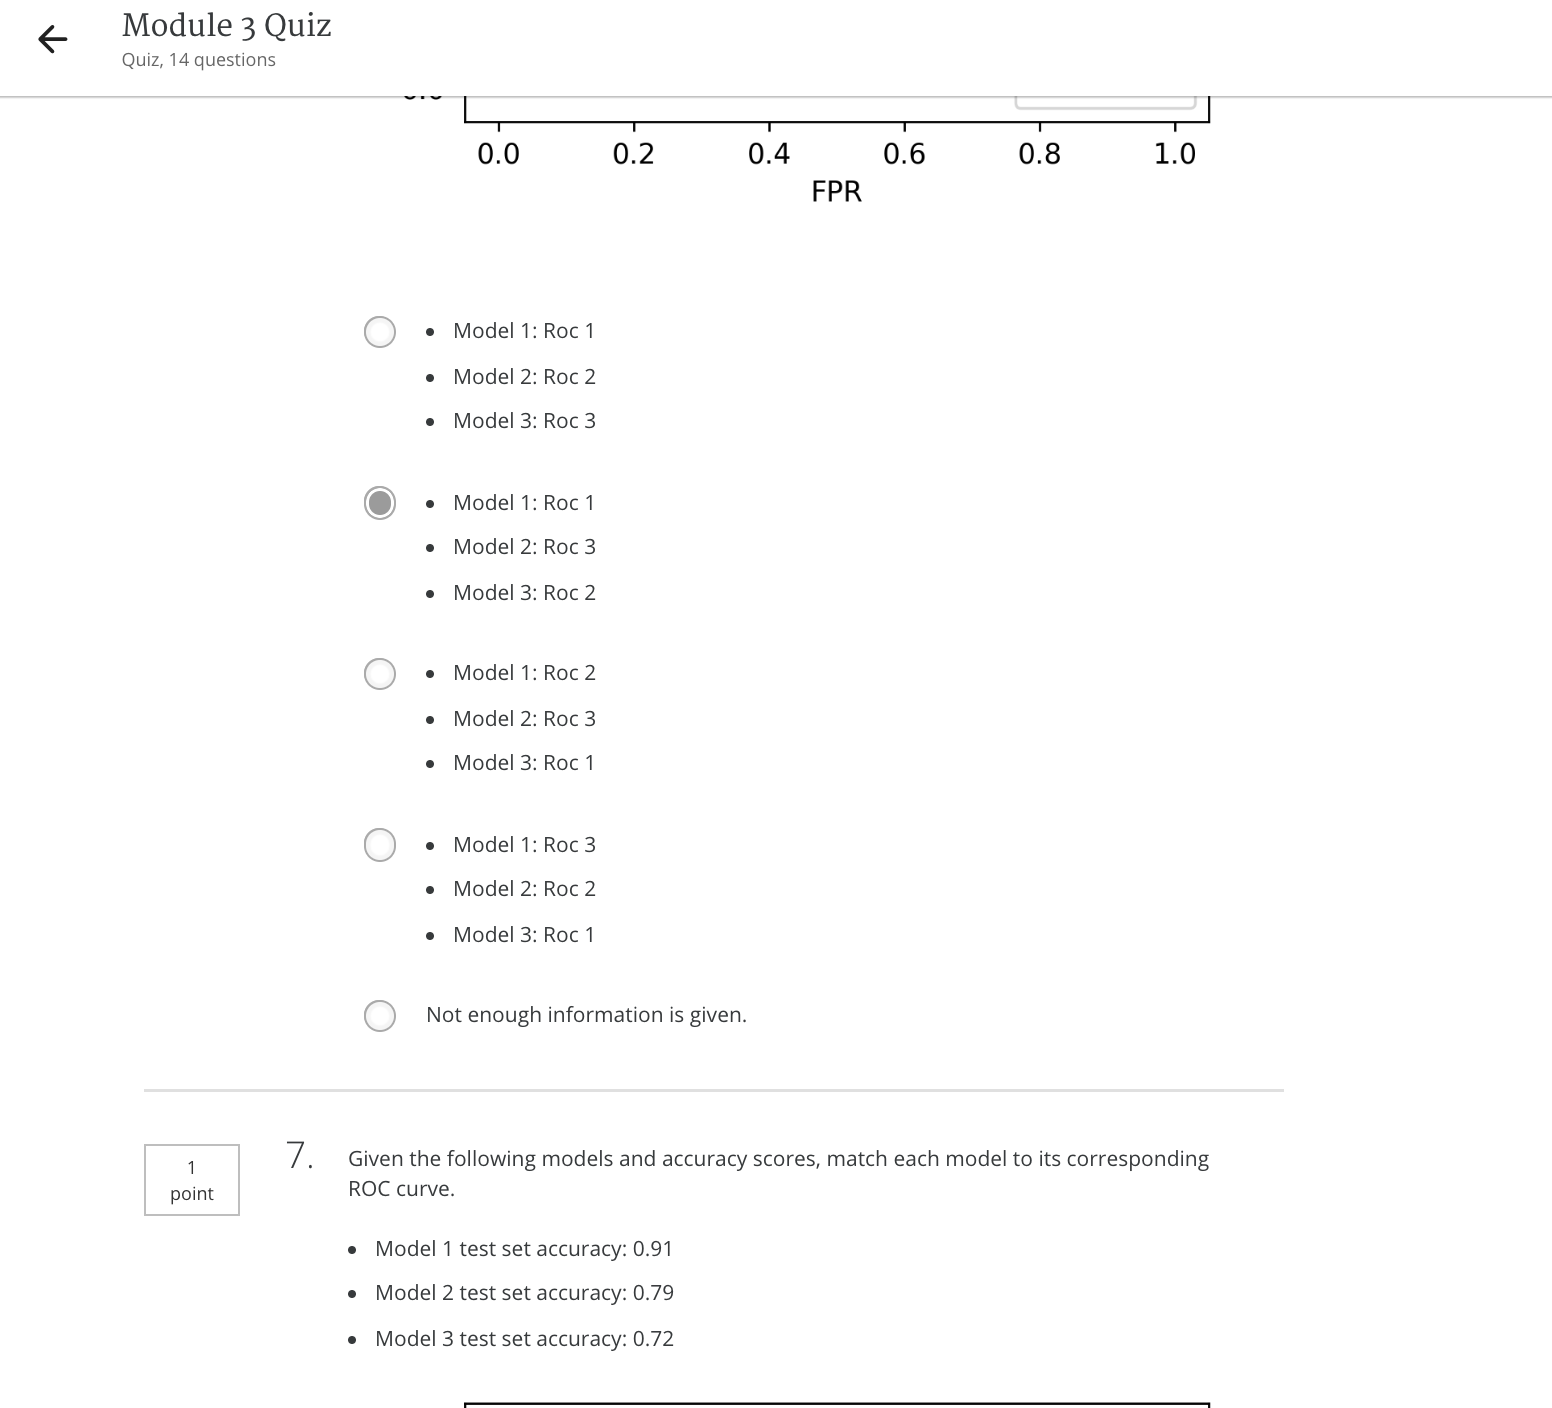 Module 3 Quiz
Quiz, 14 questions
0.0 0.2 0.4 0.6 0.8 1.0
FPR
Model 1: Roc 1
Model 2: Roc 2
Model 3: Roc 3
Model 1: Roc 1
Model 2: Roc 3
Model 3: Roc 2
Model 1: Roc 2
Model 2: Roc 3
Model 3: Roc 1
Model 1: Roc 3
Model 2: Roc 2
Model 3: Roc 1
Not enough information is given.
1
point
7.
Given the following models and accuracy scores, match each model to its corresponding
ROC curve.
Model 1 test set accuracy: 0.91
Model 2 test set accuracy: 0.79
Model 3 test set accuracy: 0.72